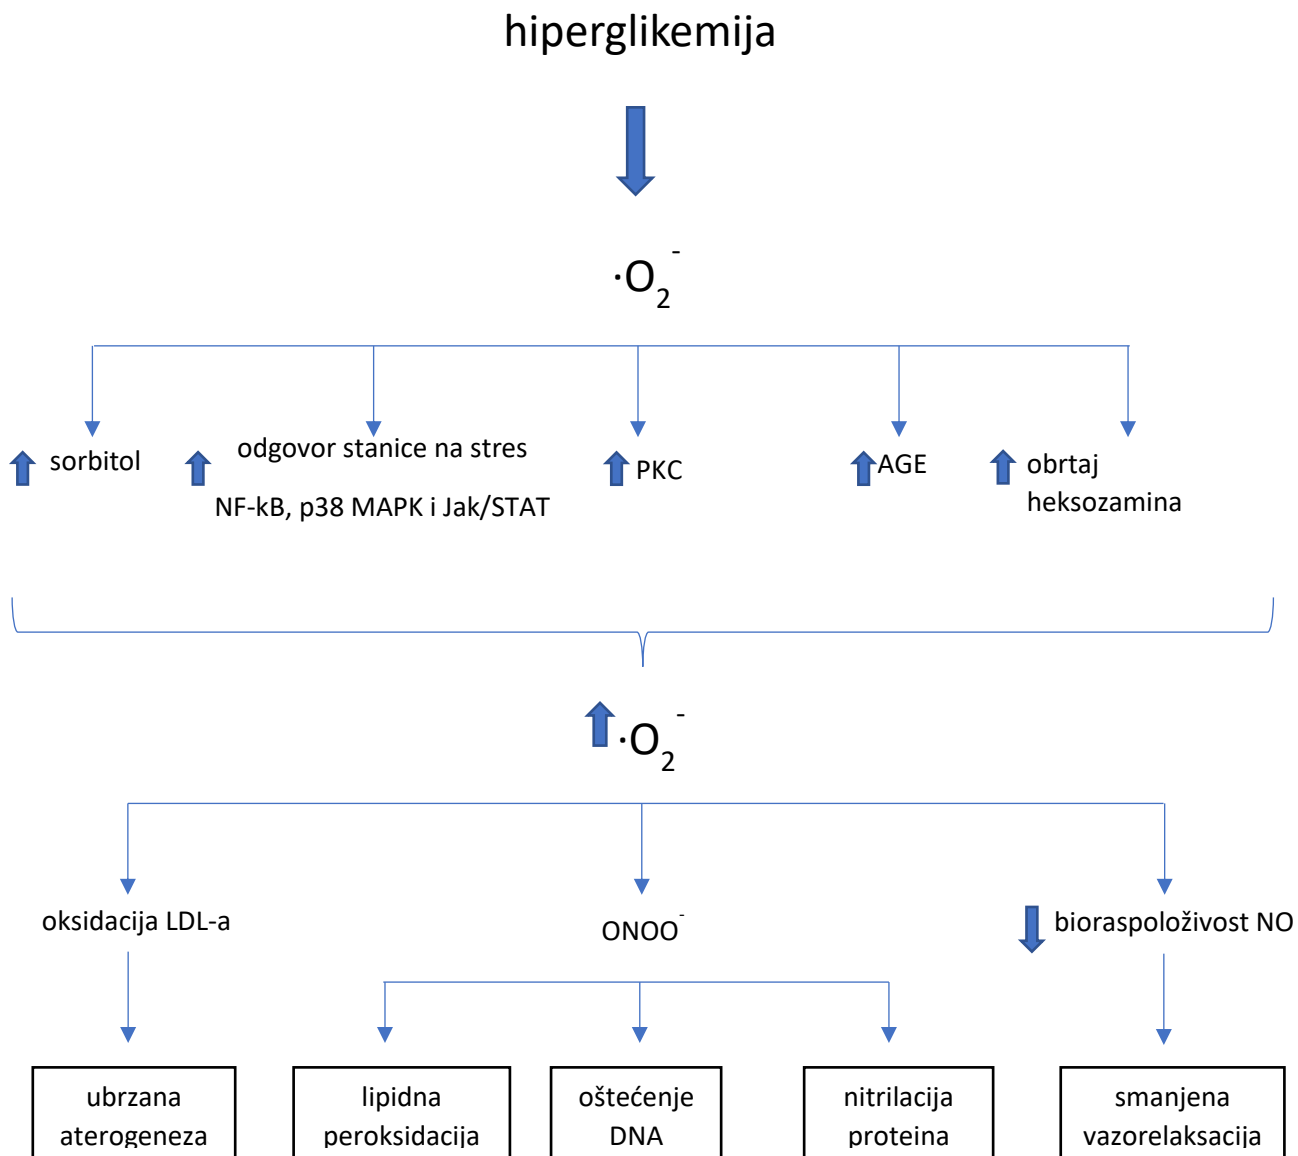 hiperglikemija
·O₂⁻
sorbitol
odgovor stanice na stres
NF-kB, p38 MAPK i Jak/STAT
PKC
AGE
obrtaj
heksozamina
·O₂⁻
oksidacija LDL-a
ONOO⁻
bioraspoloživost NO
ubrzana
aterogeneza
lipidna
peroksidacija
oštećenje
DNA
nitrilacija
proteina
smanjena
vazorelaksacija